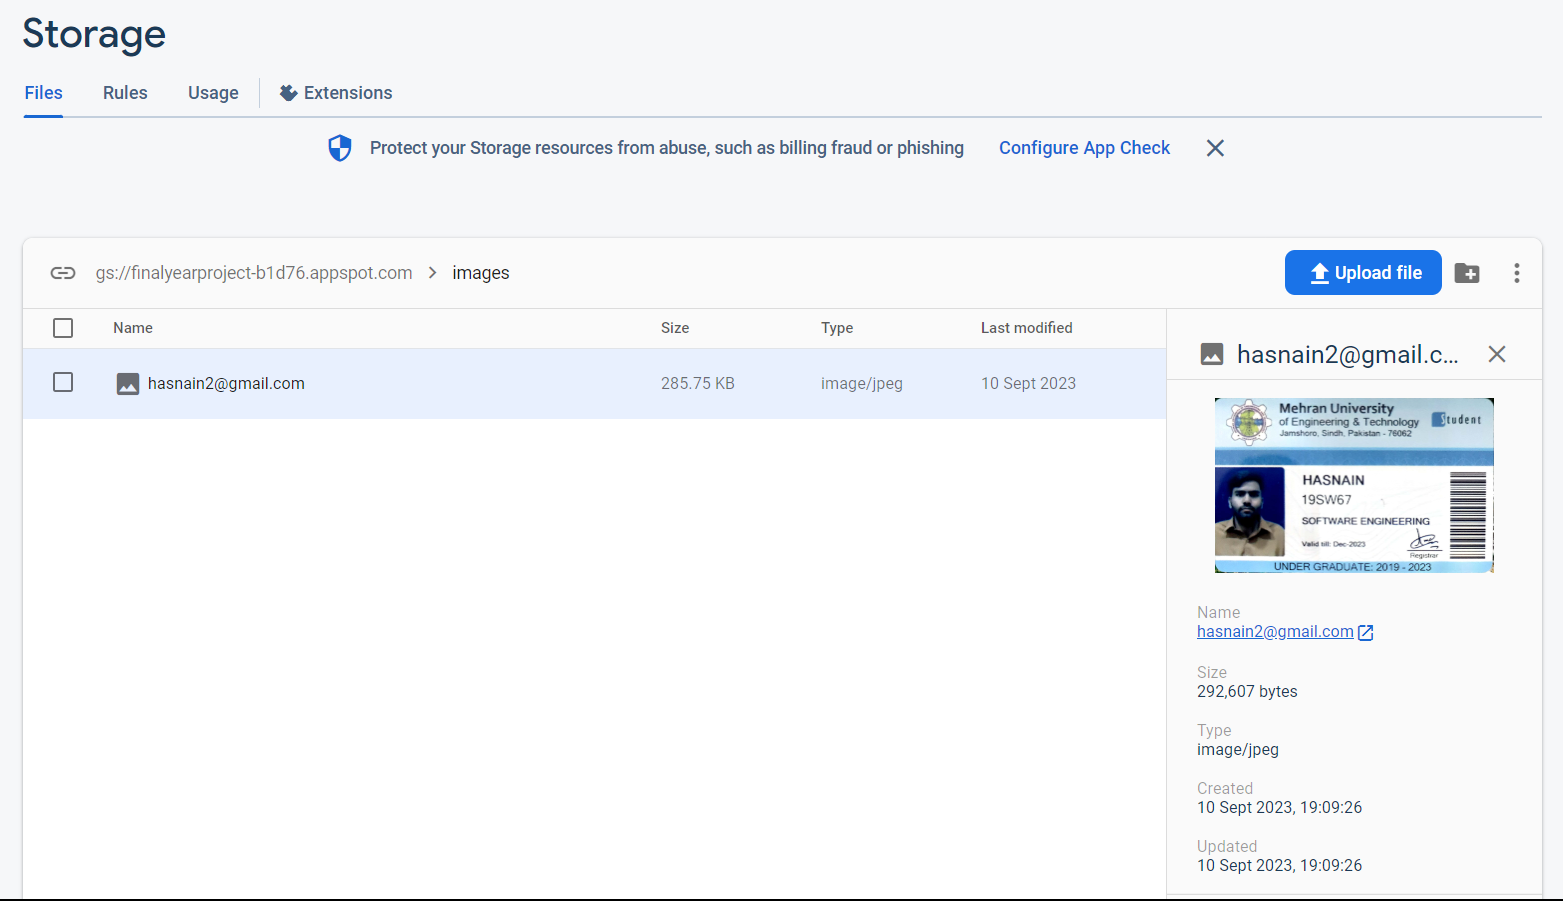 Storage
Files Rules Usage Extensions
Protect your Storage resources from abuse, such as billing fraud or phishing Configure App Check
gs://finalyearproject-b1d76.appspot.com images
Upload file
Name Size Type Last modified
hasnain2@gmail.com 285.75 KB image/jpeg 10 Sept 2023
hasnain2@gmail.c...
Mehran University
of Engineering & Technology
Jamshoro, Sindh, Pakistan - 76062
Student
HASNAIN
19SW67
SOFTWARE ENGINEERING
Valid till: Dec-2023
Registrar
UNDER GRADUATE: 2019 - 2023
Name
hasnain2@gmail.com
Size
292,607 bytes
Type
image/jpeg
Created
10 Sept 2023, 19:09:26
Updated
10 Sept 2023, 19:09:26